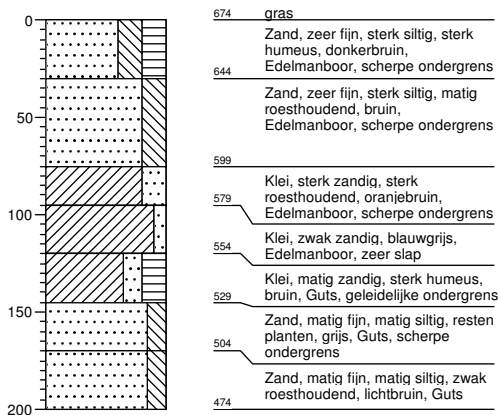 0
50
100
150
200
674 gras
Zand, zeer fijn, sterk siltig, sterk
humeus, donkerbruin,
Edelmanboor, scherpe ondergrens
644
Zand, zeer fijn, sterk siltig, matig
roesthoudend, bruin,
Edelmanboor, scherpe ondergrens
599
Klei, sterk zandig, sterk
roesthoudend, oranjebruin,
Edelmanboor, scherpe ondergrens
579
Klei, zwak zandig, blauwgrijs,
Edelmanboor, zeer slap
554
Klei, matig zandig, sterk humeus,
bruin, Guts, geleidelijke ondergrens
529
Zand, matig fijn, matig siltig, resten
planten, grijs, Guts, scherpe
ondergrens
504
Zand, matig fijn, matig siltig, zwak
roesthoudend, lichtbruin, Guts
474